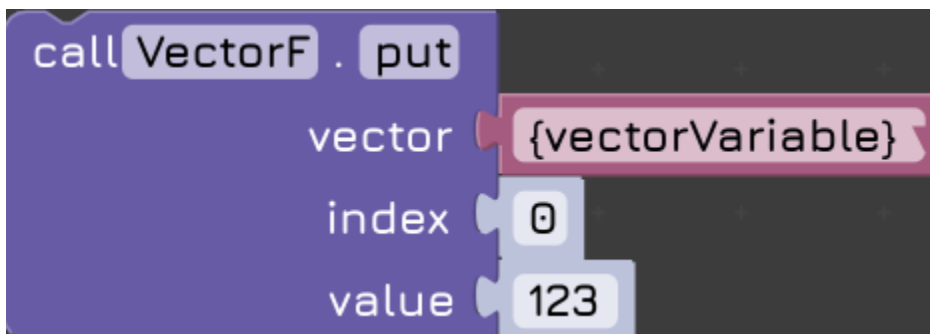 call VectorF . put
vector {vectorVariable}
index 0
value 123